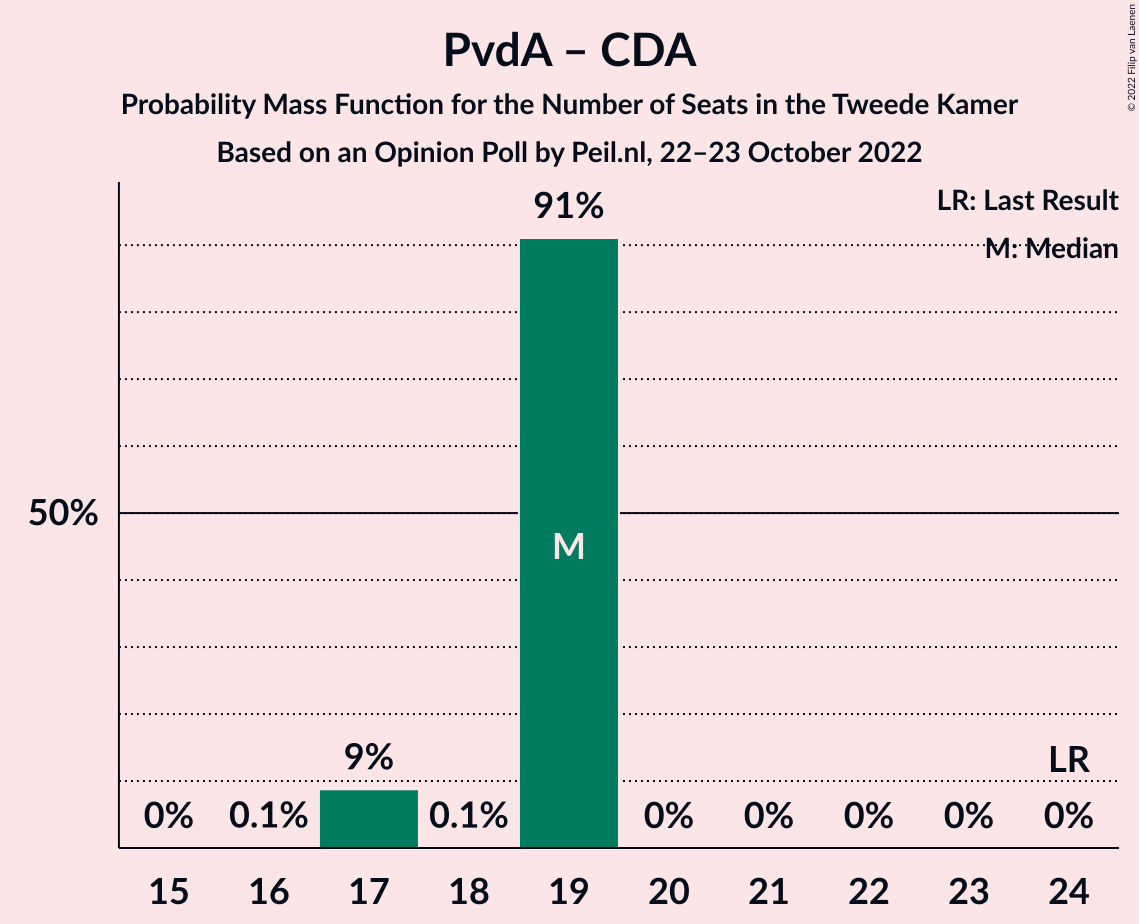 PvdA – CDA
Probability Mass Function for the Number of Seats in the Tweede Kamer
Based on an Opinion Poll by Peil.nl, 22–23 October 2022
© 2022 Filip van Laenen
LR: Last Result
M: Median
91%
50%
M
9%
LR
0% 0.1% 0.1% 0% 0% 0% 0% 0%
15 16 17 18 19 20 21 22 23 24